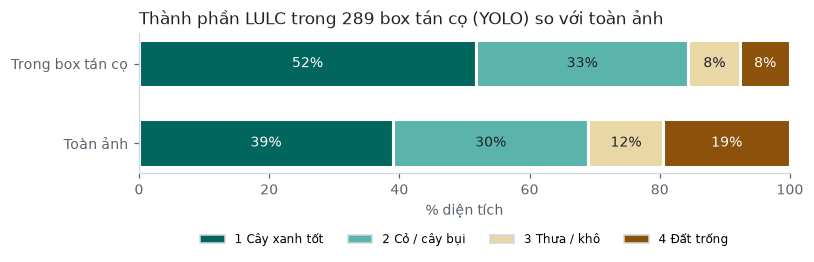 Thành phần LULC trong 289 box tán cọ (YOLO) so với toàn ảnh
Trong box tán cọ
52% 33% 8% 8%
Toàn ảnh
39% 30% 12% 19%
0 20 40 60 80 100
% diện tích
1 Cây xanh tốt 2 Cỏ / cây bụi 3 Thưa / khô 4 Đất trống